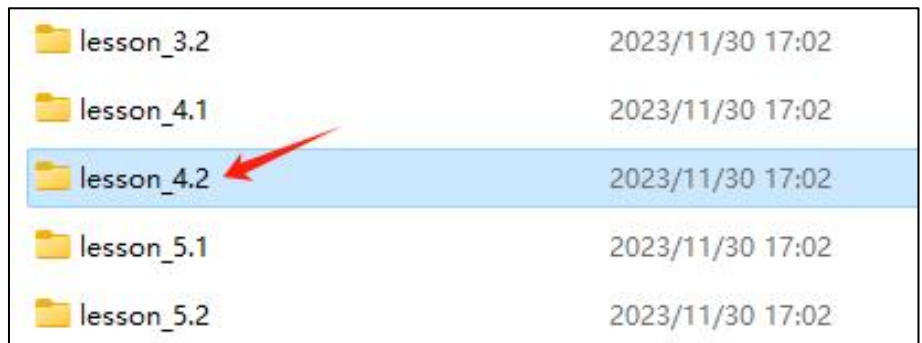 lesson_3.2 2023/11/30 17:02
lesson_4.1 2023/11/30 17:02
lesson_4.2 2023/11/30 17:02
lesson_5.1 2023/11/30 17:02
lesson_5.2 2023/11/30 17:02